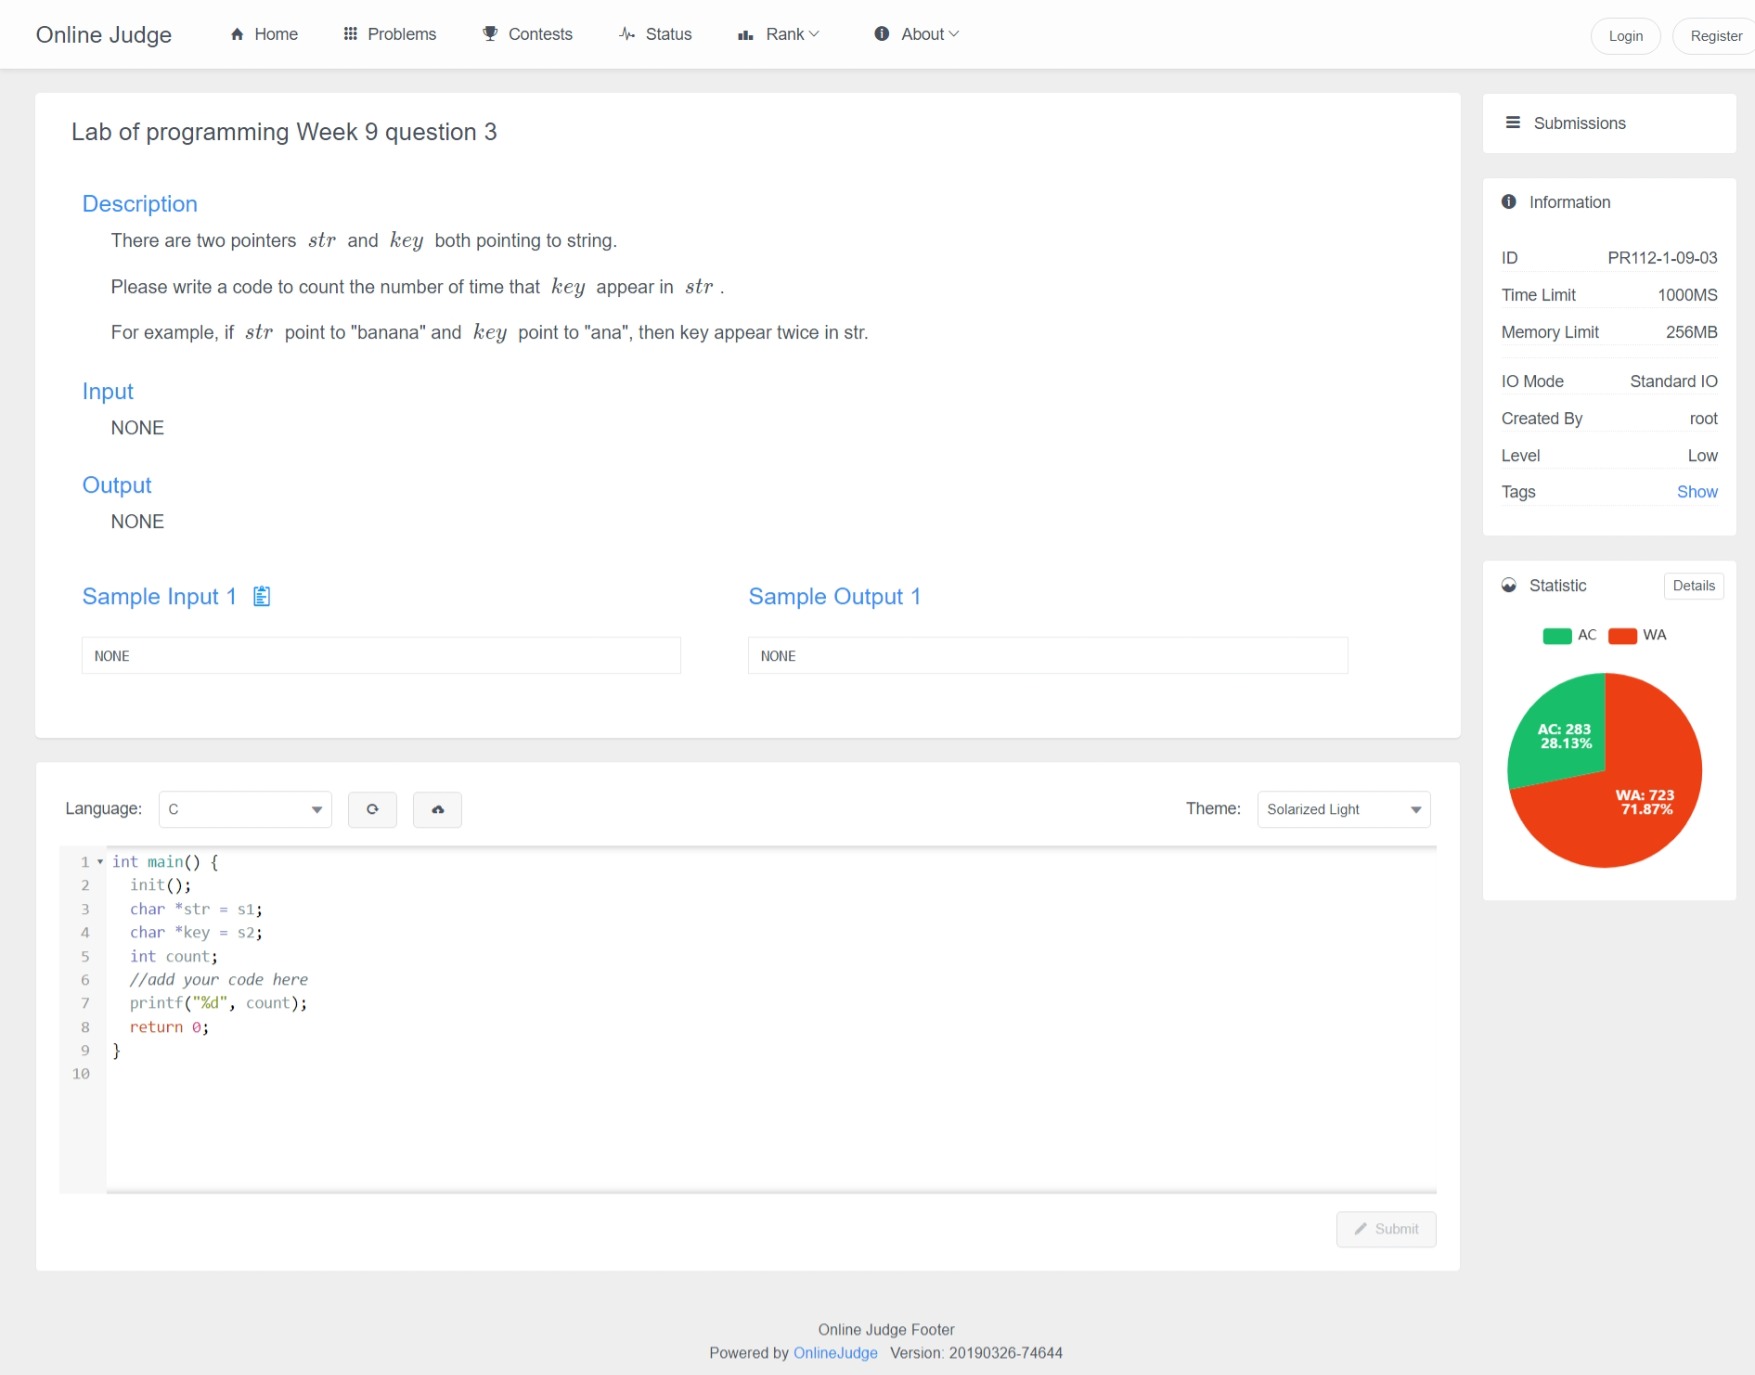 Online Judge
Home
Problems
Contests
Status
Rank
About
Login
Register
Lab of programming Week 9 question 3
Description
There are two pointers str and key both pointing to string.
Please write a code to count the number of time that key appear in str .
For example, if str point to "banana" and key point to "ana", then key appear twice in str.
Input
NONE
Output
NONE
Sample Input 1
Sample Output 1
NONE
NONE
Language: C
Theme: Solarized Light
1 int main() {
2 init();
3 char *str = s1;
4 char *key = s2;
5 int count;
6 //add your code here
7 printf("%d", count);
8 return 0;
9 }
10
Submit
Submissions
Information
ID PR112-1-09-03
Time Limit 1000MS
Memory Limit 256MB
IO Mode Standard IO
Created By root
Level Low
Tags Show
Statistic
Details
AC WA
AC: 283
28.13%
WA: 723
71.87%
Online Judge Footer
Powered by OnlineJudge Version: 20190326-74644